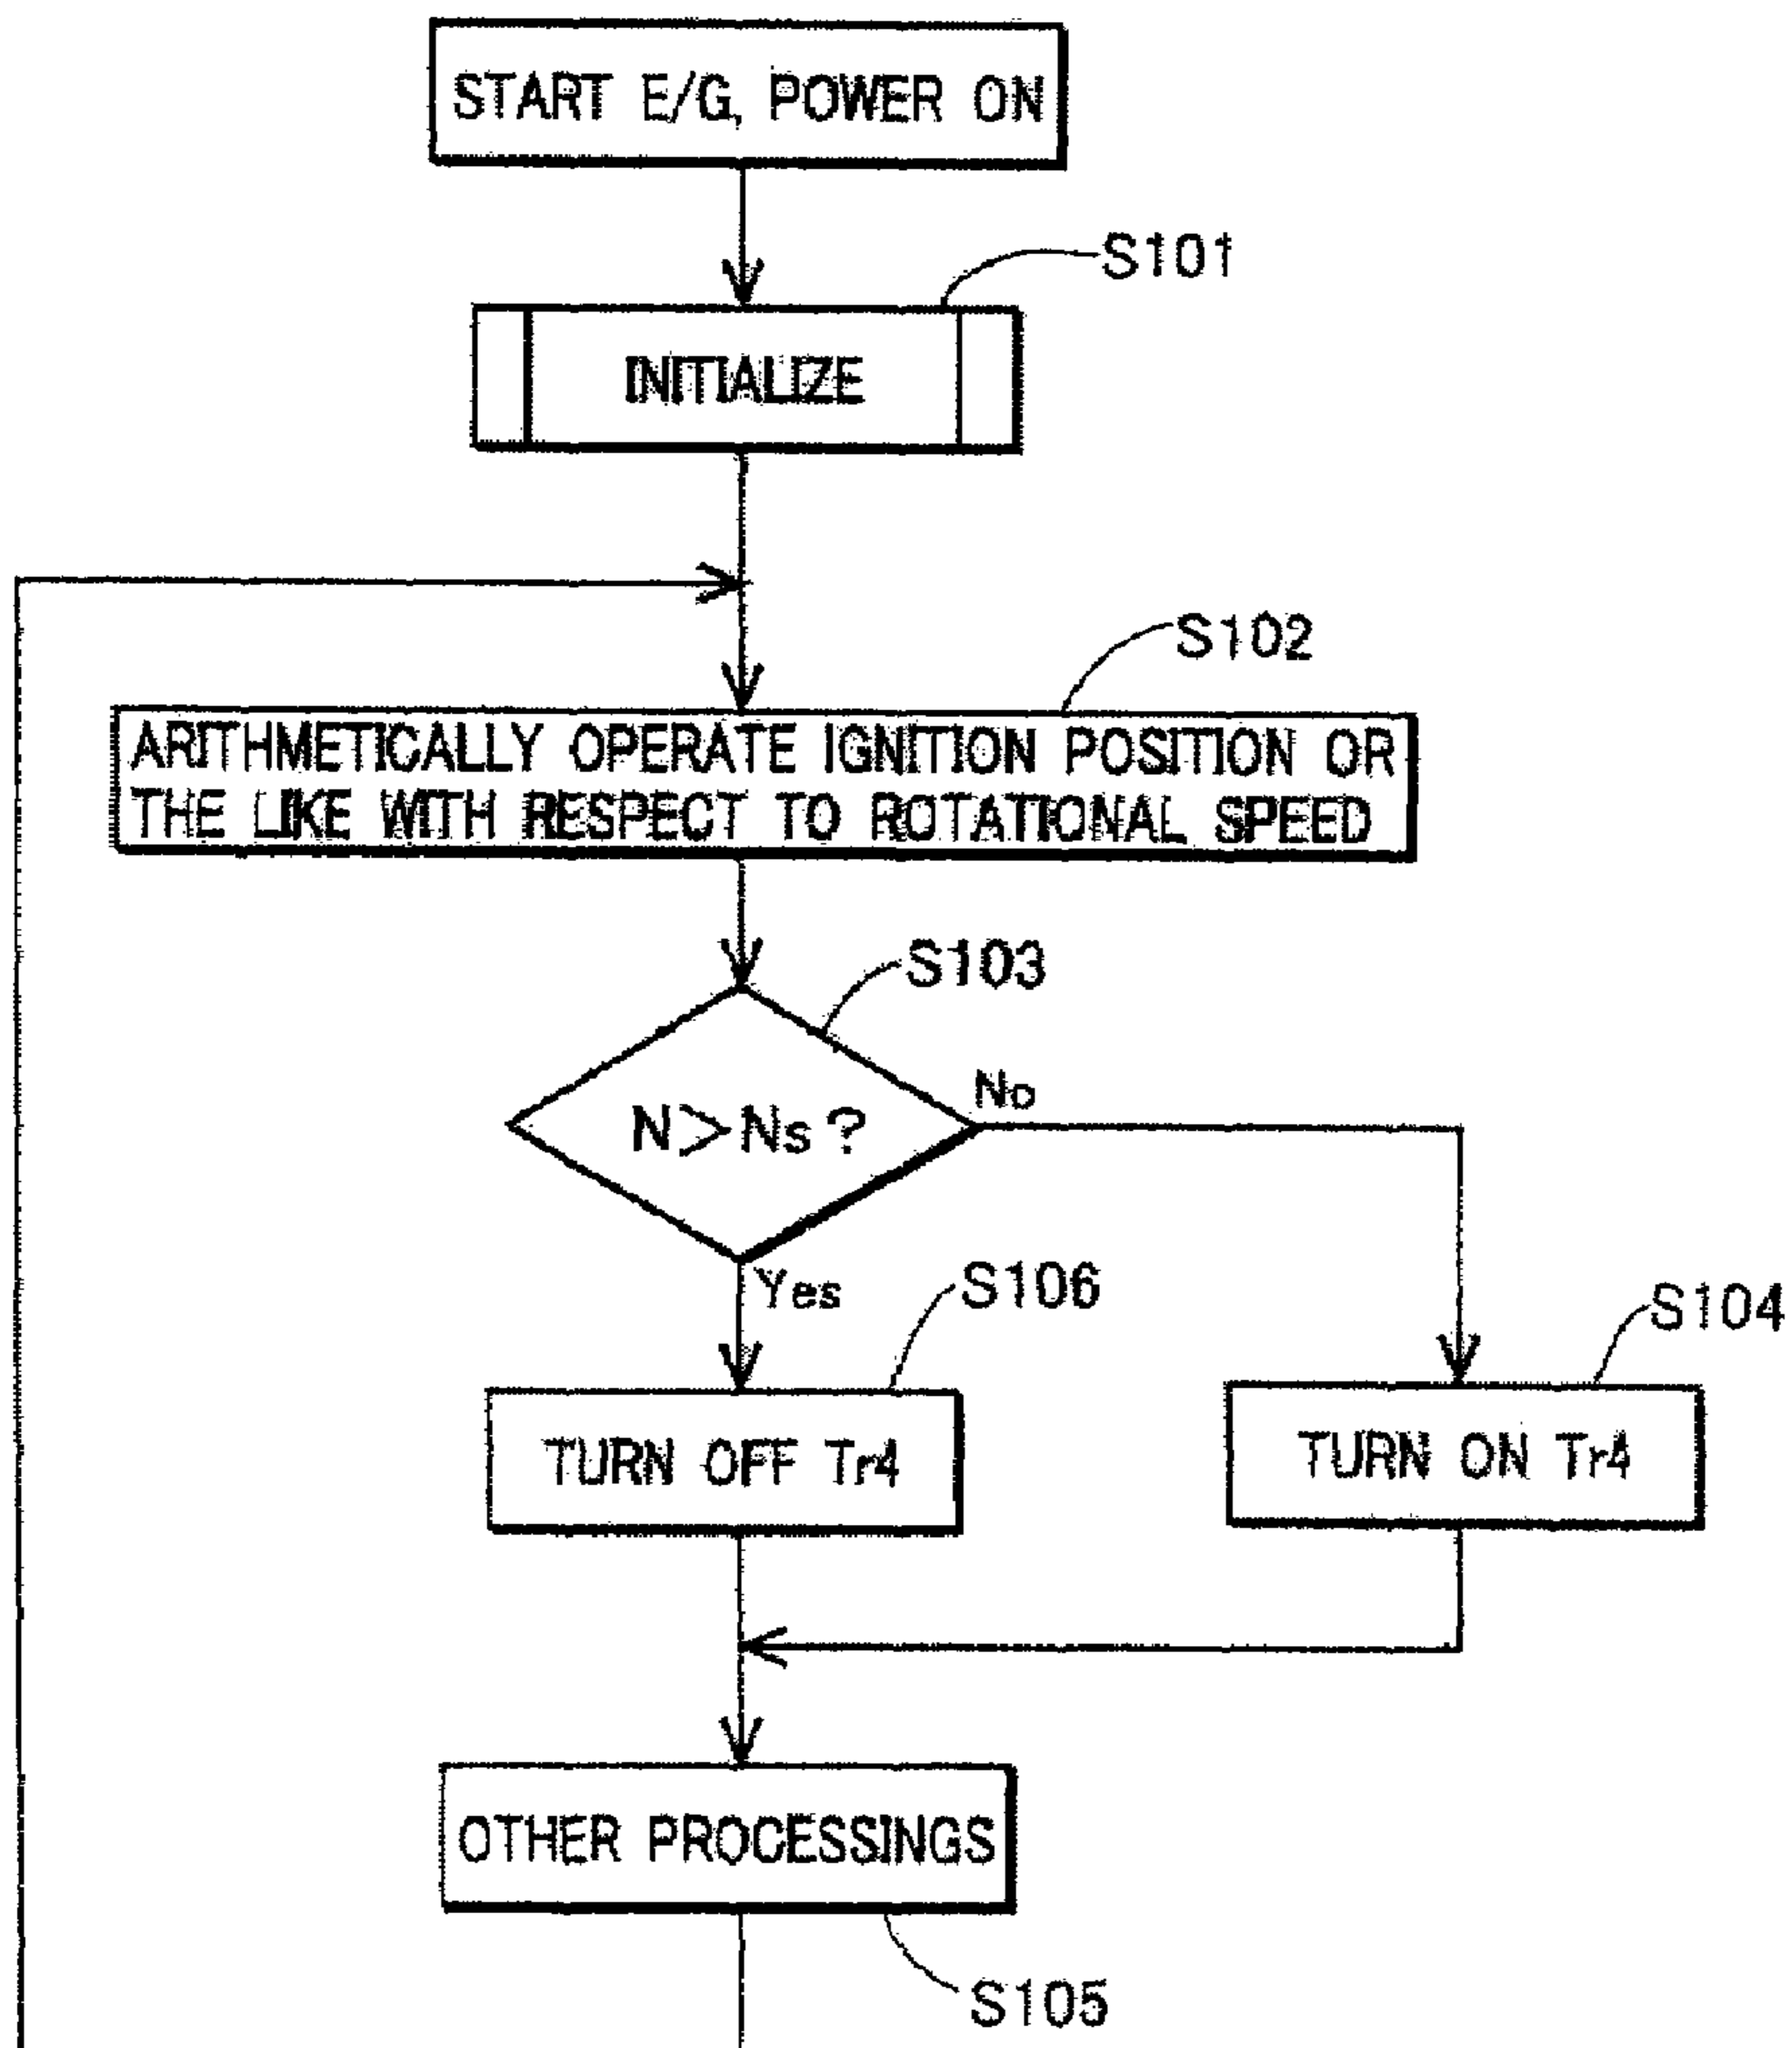 START E/G, POWER ON
S101
INITIALIZE
S102
ARITHMETICALLY OPERATE IGNITION POSITION OR
THE LIKE WITH RESPECT TO ROTATIONAL SPEED
S103
N>Ns?
No
Yes
S106
S104
TURN OFF Tr4
TURN ON Tr4
OTHER PROCESSINGS
S105